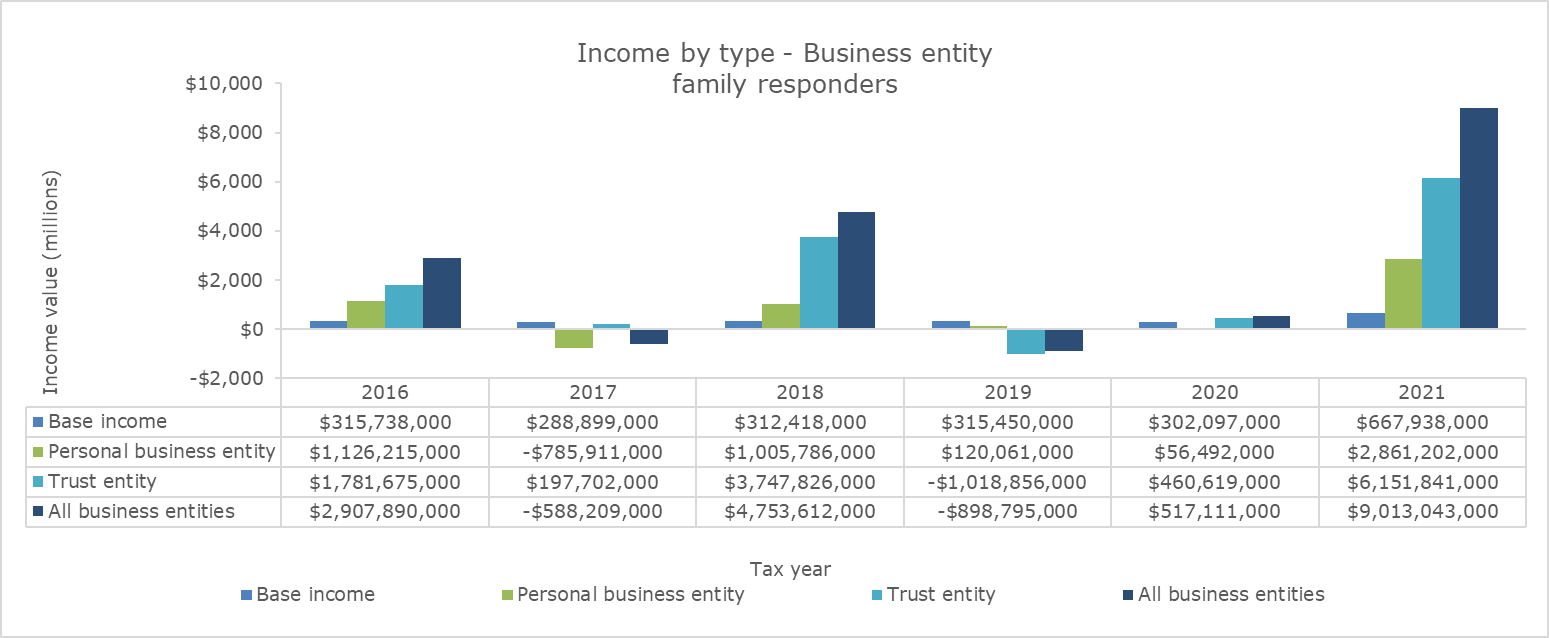 Income by type - Business entity
family responders
$10,000
$8,000
$6,000
$4,000
$2,000
$0
-$2,000
Income value (millions)
2016 2017 2018 2019 2020 2021
Base income $315,738,000 $288,899,000 $312,418,000 $315,450,000 $302,097,000 $667,938,000
Personal business entity $1,126,215,000 -$785,911,000 $1,005,786,000 $120,061,000 $56,492,000 $2,861,202,000
Trust entity $1,781,675,000 $197,702,000 $3,747,826,000 -$1,018,856,000 $460,619,000 $6,151,841,000
All business entities $2,907,890,000 -$588,209,000 $4,753,612,000 -$898,795,000 $517,111,000 $9,013,043,000
Tax year
Base income Personal business entity Trust entity All business entities